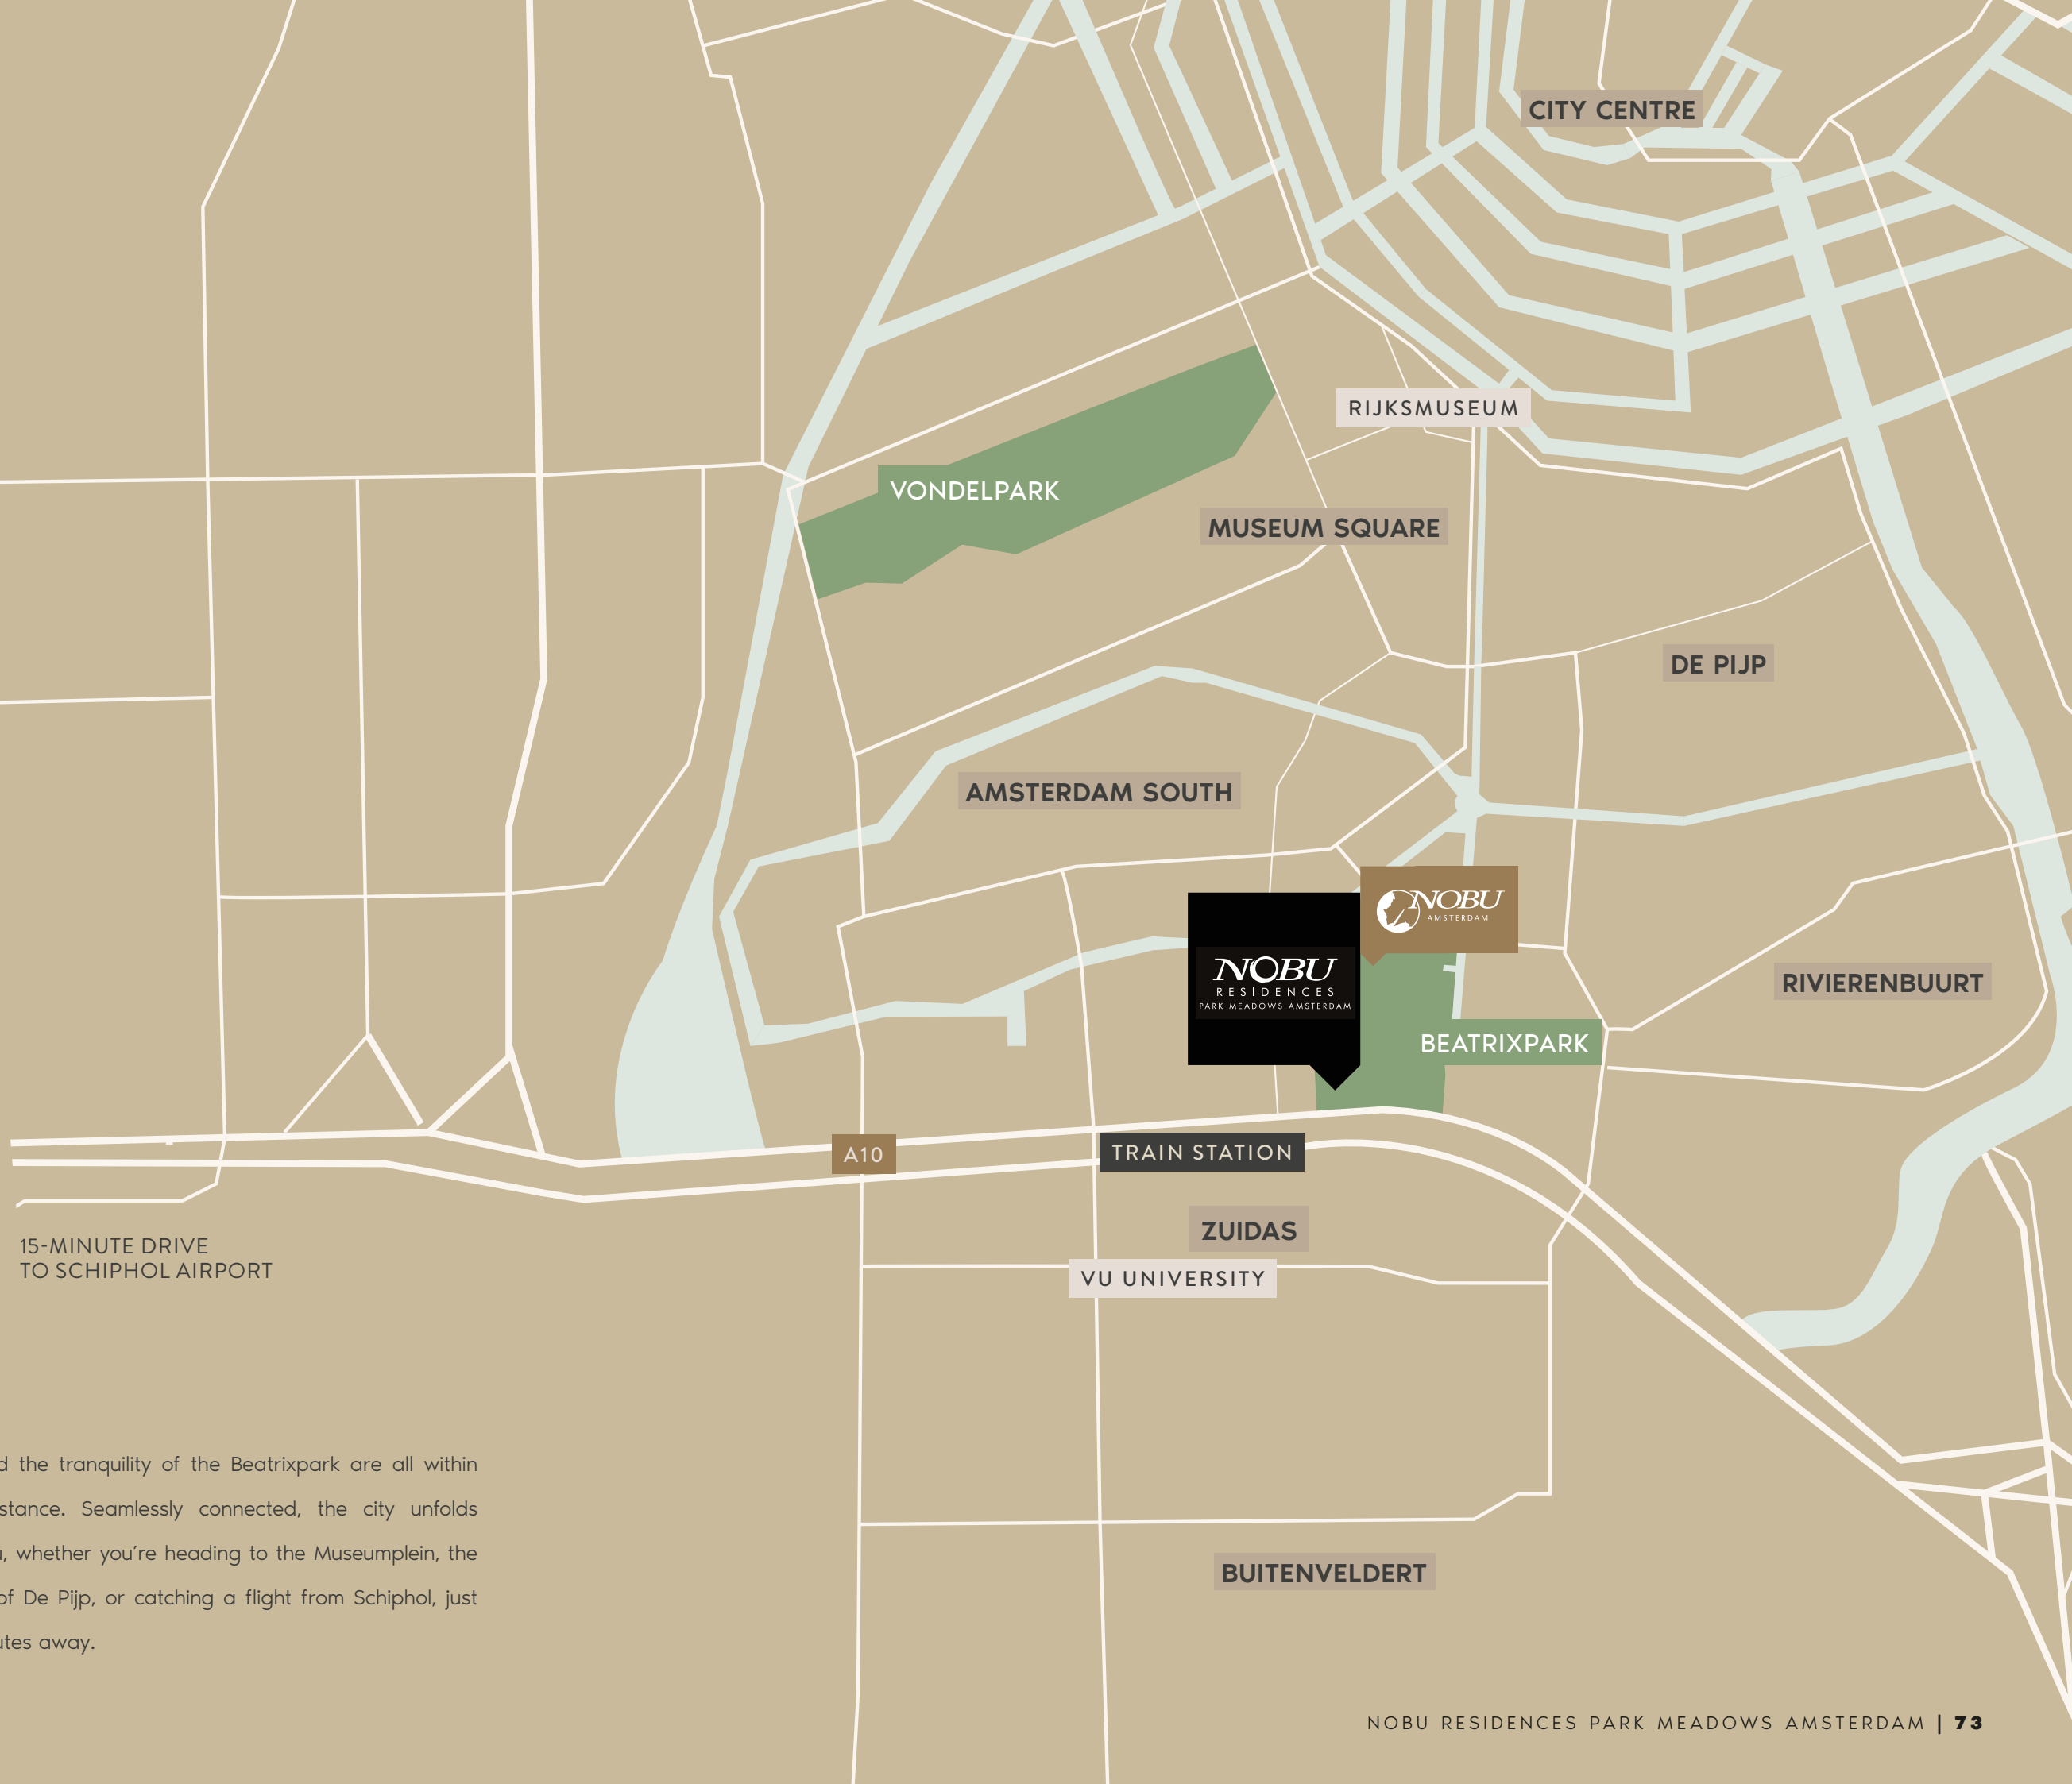 CITY CENTRE
RIJKSMUSEUM
VONDELPARK
MUSEUM SQUARE
DE PIJP
AMSTERDAM SOUTH
NOBU
AMSTERDAM
NOBU
RESIDENCES
PARK MEADOWS AMSTERDAM
RIVIERENBUURT
BEATRIXPARK
A10
TRAIN STATION
ZUIDAS
15-MINUTE DRIVE
TO SCHIPHOL AIRPORT
VU UNIVERSITY
the tranquility of the Beatrixpark are all within
Seamlessly connected, the city unfolds
whether you're heading to the Museumplein, the
of De Pijp, or catching a flight from Schiphol, just
away.
BUITENVELDERT
NOBU RESIDENCES PARK MEADOWS AMSTERDAM | 73